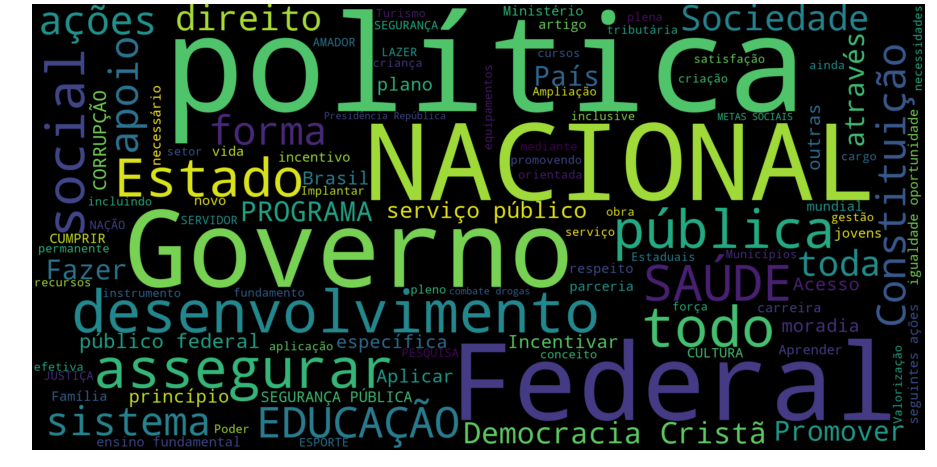 ações
direito
política
Turismo
SEGURANÇA
Ministério
artigo
plena
tributária
Sociedade
AMADOR
LAZER
criança
plano
cursos
País
Ampliação
satisfação
criação
ainda
através
necessidades
social
CORRUPÇÃO
apoio
necessário
forma
Presidência República
equipamentos
inclusive
METAS SOCIAIS
outras
cargo
Constituição
igualdade oportunidade
NACIONAL
setor
vida
incentivo
mediante
promovendo
orientada
Estado
Brasil
Implantar
novo
incluindo
NAÇÃO
SERVIDOR
PROGRAMA
serviço público
obra
mundial
gestão
jovens
CUMPRIR
permanente
Governo
serviço
pública
Estaduais
Municípios
toda
Fazer
recursos
respeito
parceria
SAÚDE
Acesso
instrumento
fundamento
pleno
combate drogas
desenvolvimento
força
carreira
todo
moradia
público federal
aplicação
específica
Incentivar
conceito
CULTURA
Aprender
PESQUISA
efetiva
JUSTIÇA
assegurar
Aplicar
Federal
Valorização
seguintes ações
Família
princípio
SEGURANÇA PÚBLICA
sistema
Poder
EDUCAÇÃO
Democracia Cristã
Promover
ensino fundamental
ESPORTE